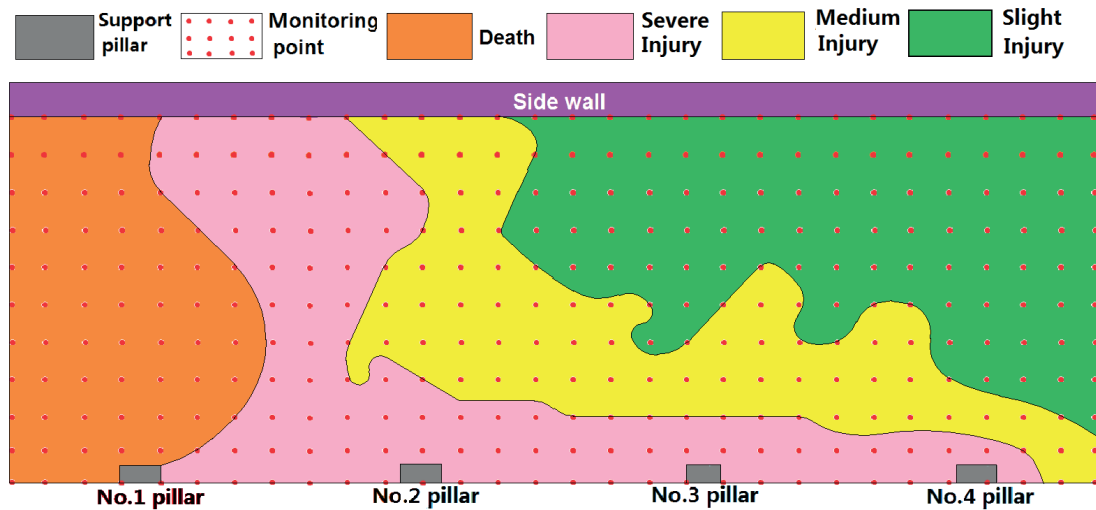 Support
pillar
Monitoring
point
Death
Severe
Injury
Medium
Injury
Slight
Injury
Side wall
No.1 pillar
No.2 pillar
No.3 pillar
No.4 pillar